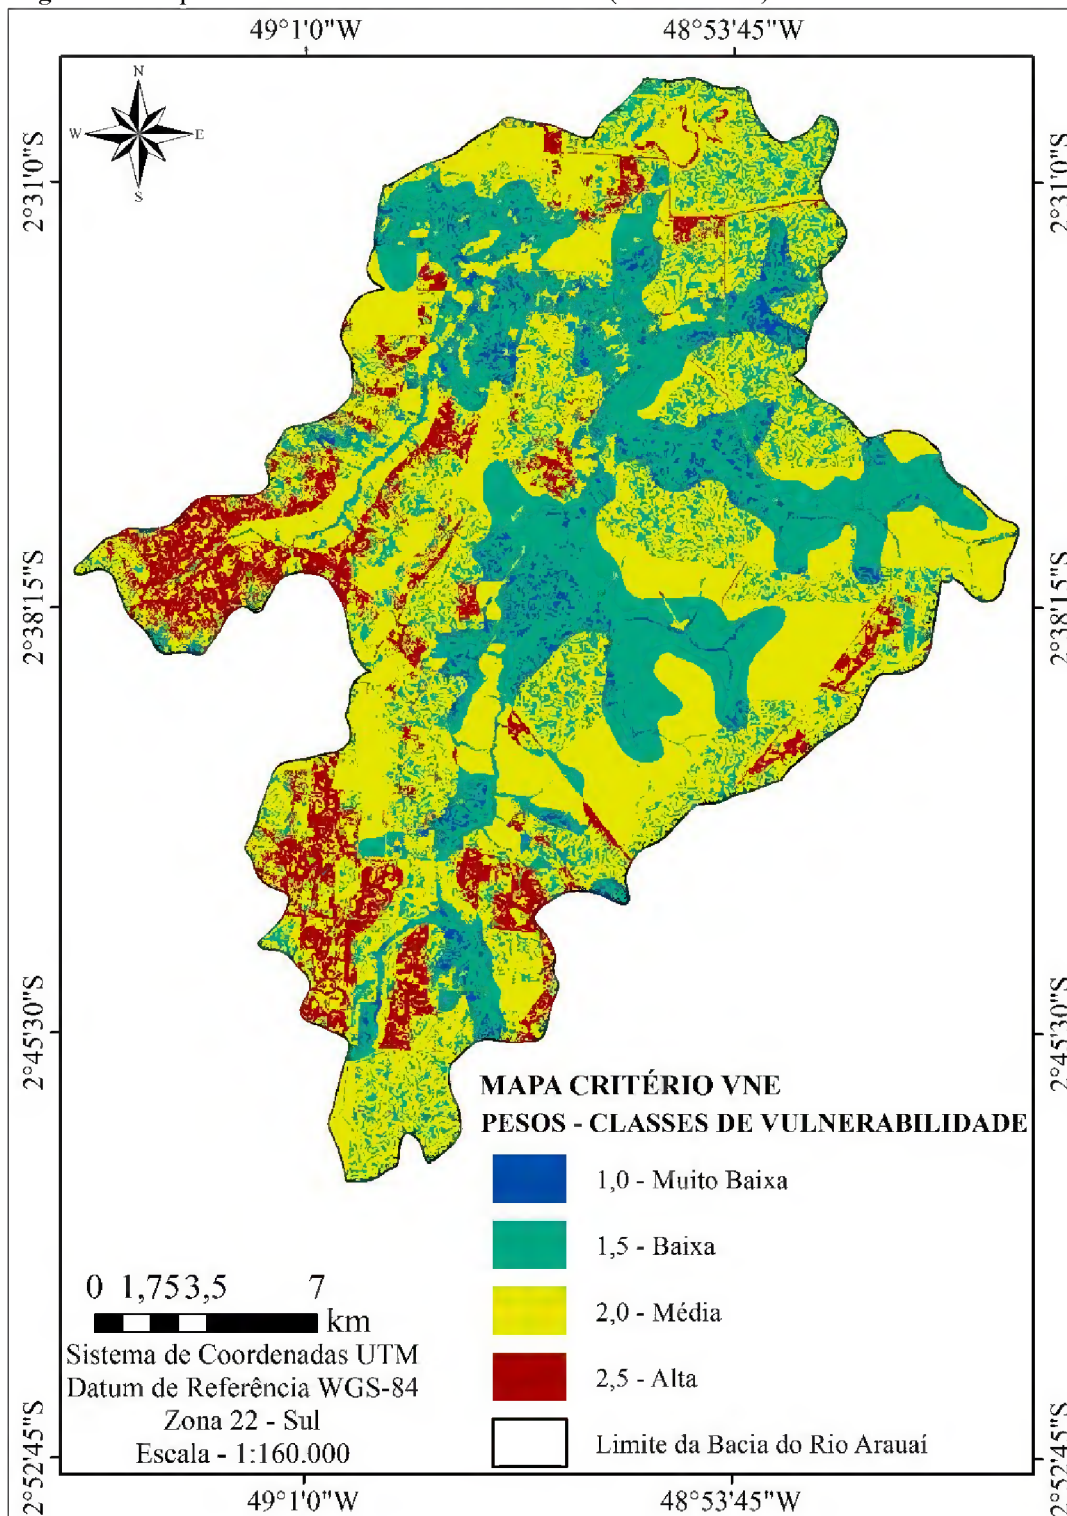 49°1'0"W
48°53'45"W
N
W
E
S
2°31'0"S
2°31'0"S
2°38'15"S
2°38'15"S
2°45'30"S
2°45'30"S
MAPA CRITÉRIO VNE
PESOS - CLASSES DE VULNERABILIDADE
1,0 - Muito Baixa
1,5 - Baixa
2,0 - Média
2,5 - Alta
Limite da Bacia do Rio Arauaí
0 1,75 3,5 7
km
Sistema de Coordenadas UTM
Datum de Referência WGS-84
Zona 22 - Sul
Escala - 1:160.000
2°52'45"S
2°52'45"S
49°1'0"W
48°53'45"W